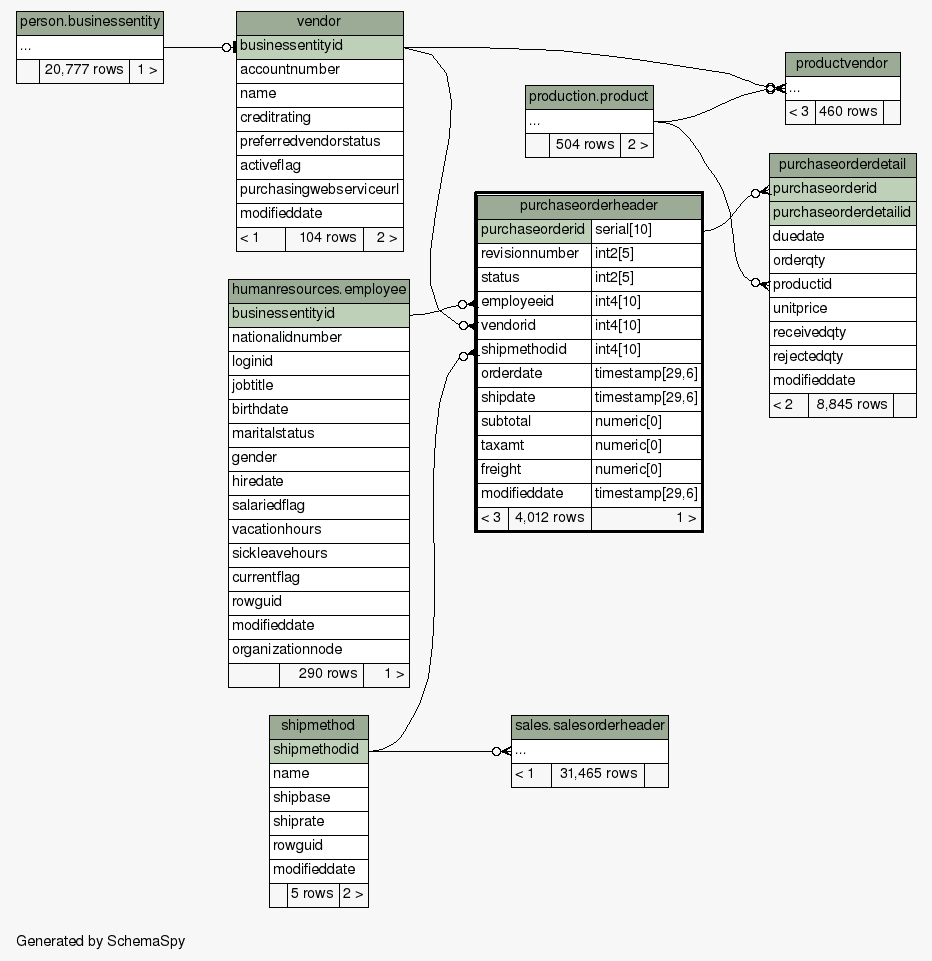 person.businessentity
...
20,777 rows 1 >
vendor
businessentityid
accountnumber
name
creditrating
preferredvendorstatus
activeflag
purchasingwebserviceurl
modifieddate
< 1 104 rows 2 >
productvendor
...
< 3 460 rows
production.product
...
504 rows 2 >
purchaseorderdetail
purchaseorderid
purchaseorderdetailid
duedate
orderqty
productid
unitprice
receivedqty
rejectedqty
modifieddate
< 2 8,845 rows
purchaseorderheader
purchaseorderid serial[10]
revisionnumber int2[5]
status int2[5]
employeeid int4[10]
vendorid int4[10]
shipmethodid int4[10]
orderdate timestamp[29,6]
shipdate timestamp[29,6]
subtotal numeric[0]
taxamt numeric[0]
freight numeric[0]
modifieddate timestamp[29,6]
< 3 4,012 rows 1 >
humanresources.employee
businessentityid
nationalidnumber
loginid
jobtitle
birthdate
maritalstatus
gender
hiredate
salariedflag
vacationhours
sickleavehours
currentflag
rowguid
modifieddate
organizationnode
290 rows 1 >
shipmethod
shipmethodid
name
shipbase
shiprate
rowguid
modifieddate
5 rows 2 >
sales.salesorderheader
...
< 1 31,465 rows
Generated by SchemaSpy